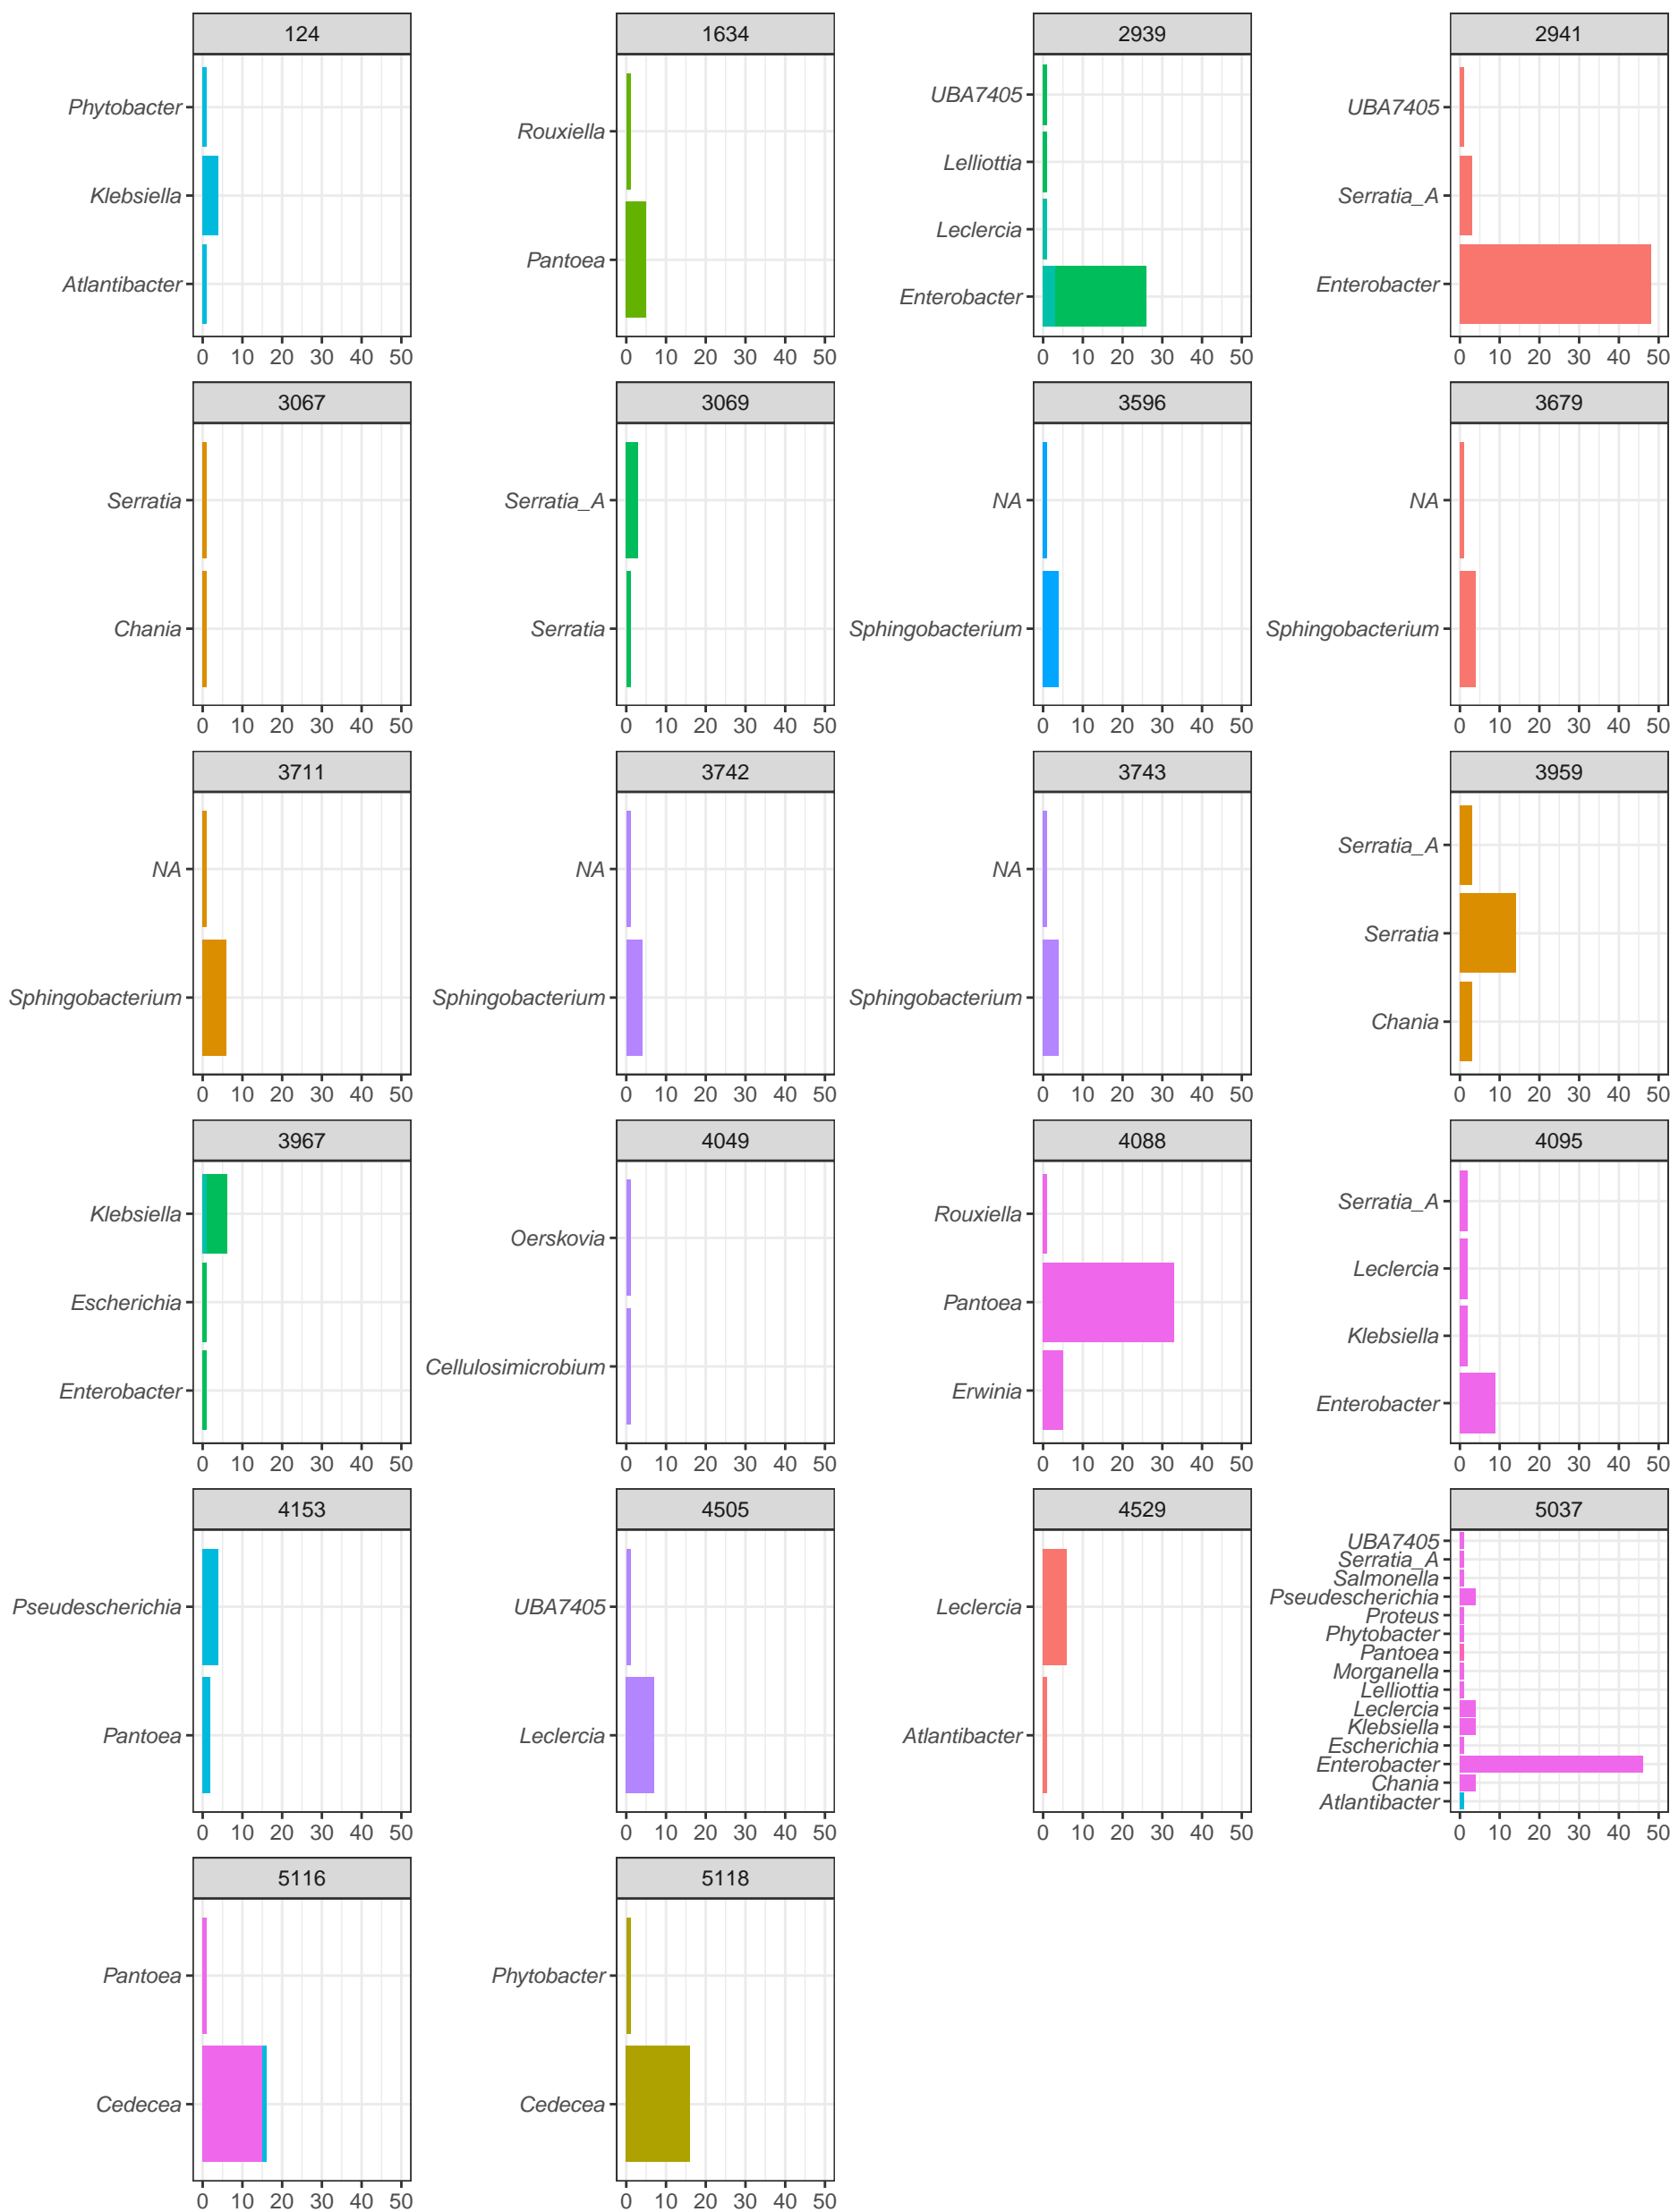 124
Phytobacter
Klebsiella
Atlantibacter
0 10 20 30 40 50
1634
Rouxiella
Pantoea
0 10 20 30 40 50
2939
UBA7405
Lelliottia
Leclercia
Enterobacter
0 10 20 30 40 50
2941
UBA7405
Serratia_A
Enterobacter
0 10 20 30 40 50
3067
Serratia
Chania
0 10 20 30 40 50
3069
Serratia_A
Serratia
0 10 20 30 40 50
3596
NA
Sphingobacterium
0 10 20 30 40 50
3679
NA
Sphingobacterium
0 10 20 30 40 50
3711
NA
Sphingobacterium
0 10 20 30 40 50
3742
NA
Sphingobacterium
0 10 20 30 40 50
3743
NA
Sphingobacterium
0 10 20 30 40 50
3959
Serratia_A
Serratia
Chania
0 10 20 30 40 50
3967
Klebsiella
Escherichia
Enterobacter
0 10 20 30 40 50
4049
Oerskovia
Cellulosimicrobium
0 10 20 30 40 50
4088
Rouxiella
Pantoea
Erwinia
0 10 20 30 40 50
4095
Serratia_A
Leclercia
Klebsiella
Enterobacter
0 10 20 30 40 50
4153
Pseudescherichia
Pantoea
0 10 20 30 40 50
4505
UBA7405
Leclercia
0 10 20 30 40 50
4529
Leclercia
Atlantibacter
0 10 20 30 40 50
5037
UBA7405
Serratia_A
Salmonella
Pseudescherichia
Proteus
Phytobacter
Pantoea
Morganella
Lelliottia
Leclercia
Klebsiella
Escherichia
Enterobacter
Chania
Atlantibacter
0 10 20 30 40 50
5116
Pantoea
Cedecea
0 10 20 30 40 50
5118
Phytobacter
Cedecea
0 10 20 30 40 50